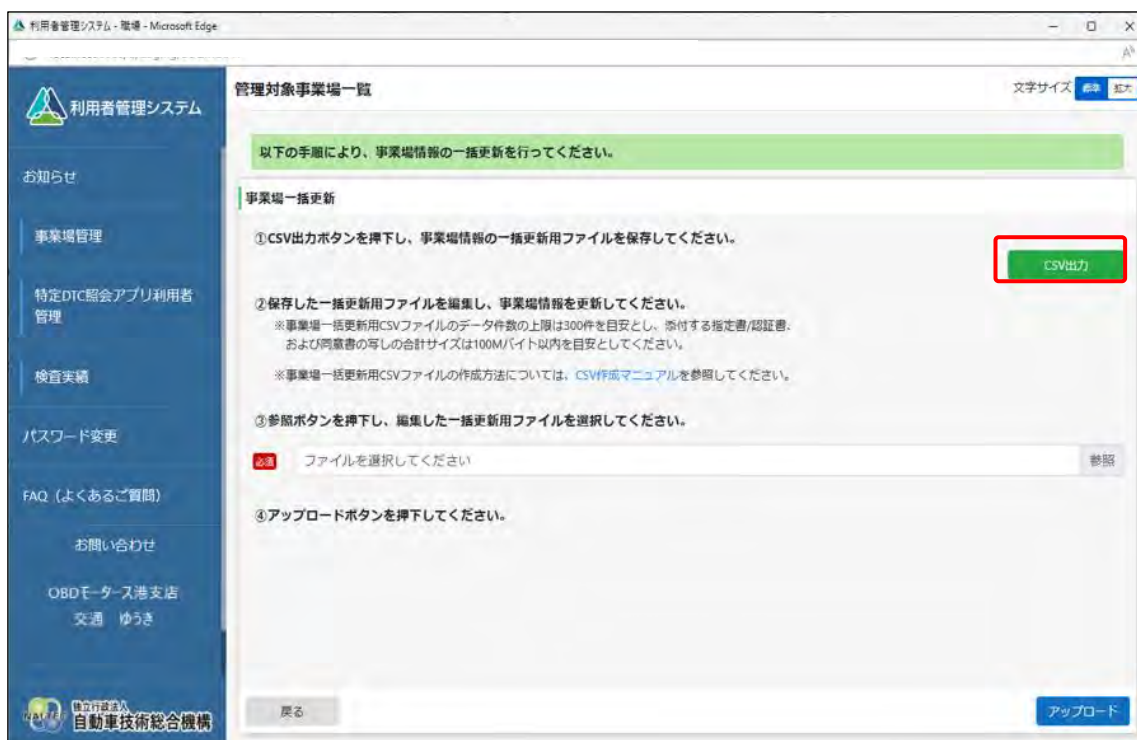 利用者管理システム - 職場 - Microsoft Edge
利用者管理システム
お知らせ
事業場管理
特定DTC照会アプリ利用者
管理
検査実績
パスワード変更
FAQ（よくあるご質問）
お問い合わせ
OBDモータース港支店
交通　ゆうき
独立行政法人
自動車技術総合機構
管理対象事業場一覧
文字サイズ 標準 拡大
以下の手順により、事業場情報の一括更新を行ってください。
事業場一括更新
①CSV出力ボタンを押下し、事業場情報の一括更新用ファイルを保存してください。
CSV出力
②保存した一括更新用ファイルを編集し、事業場情報を更新してください。
※事業場一括更新用CSVファイルのデータ件数の上限は300件を目安とし、添付する指定書/認証書、
および同意書の写しの合計サイズは100Mバイト以内を目安としてください。
※事業場一括更新用CSVファイルの作成方法については、CSV作成マニュアルを参照してください。
③参照ボタンを押下し、編集した一括更新用ファイルを選択してください。
必須 ファイルを選択してください 参照
④アップロードボタンを押下してください。
戻る アップロード